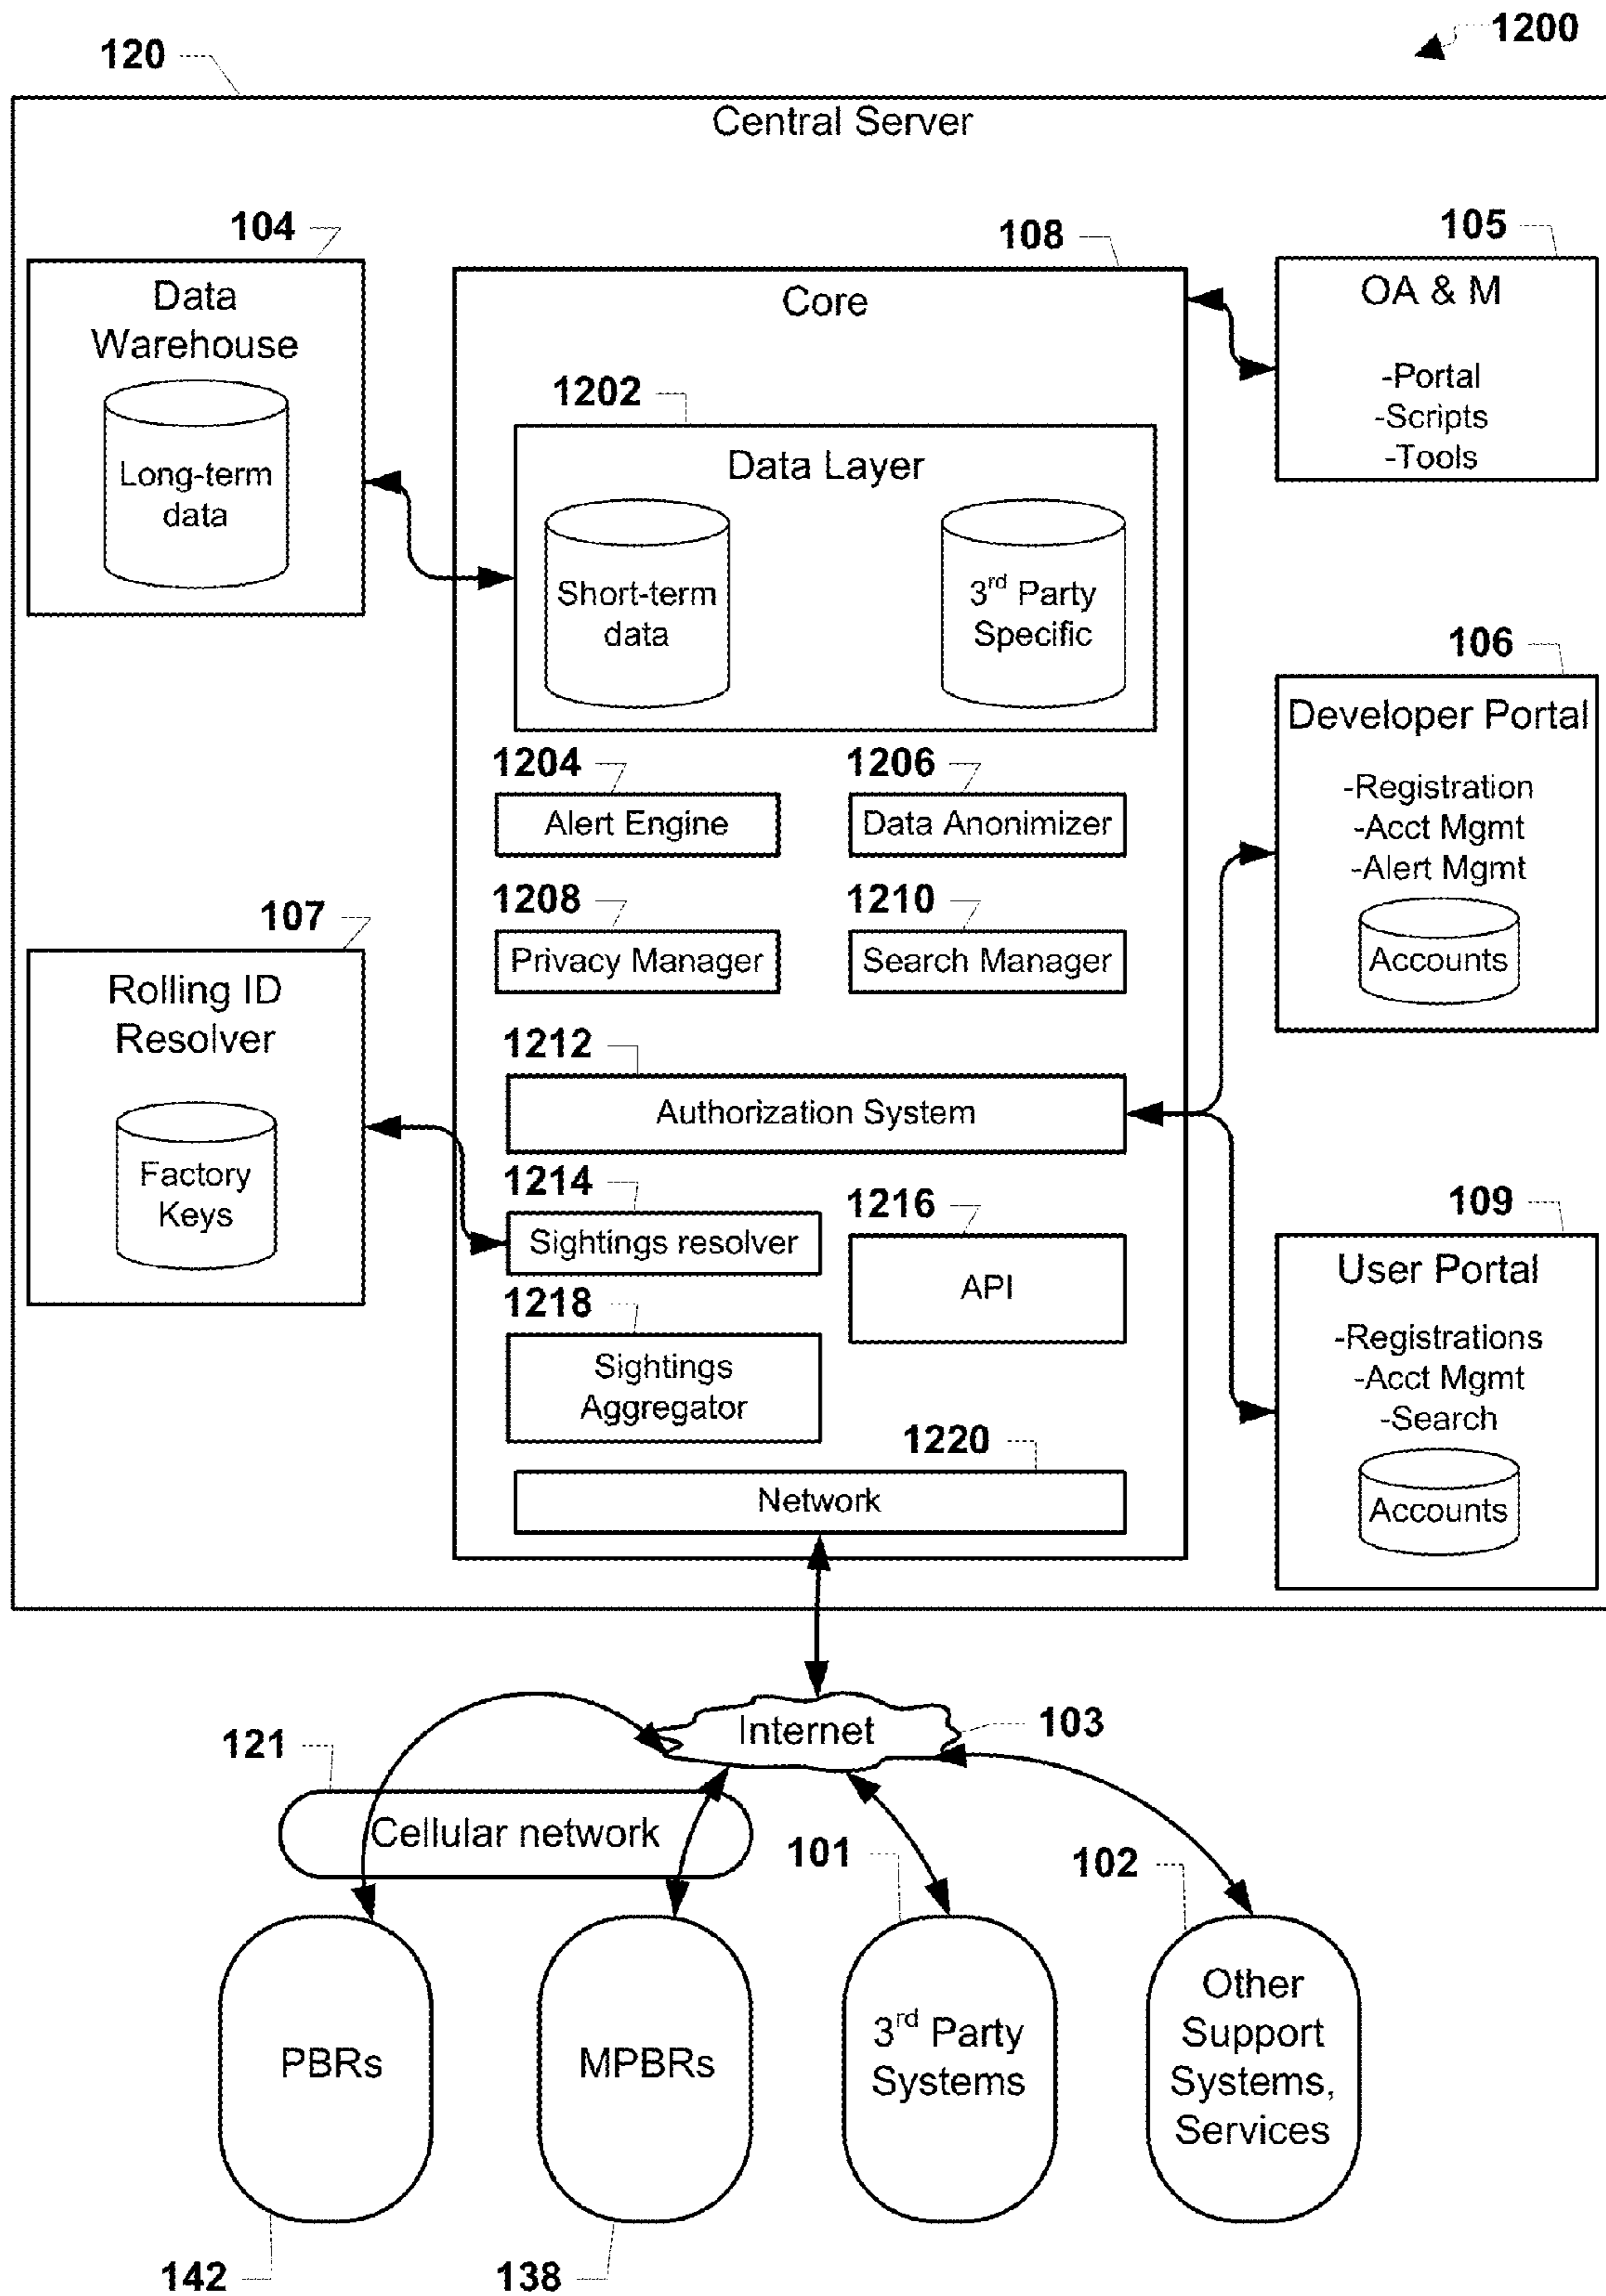 1200
120
Central Server
104
108
105
Data
Warehouse
Long-term
data
Core
OA & M
-Portal
-Scripts
-Tools
1202
Data Layer
Short-term
data
3rd Party
Specific
106
Developer Portal
-Registration
-Acct Mgmt
-Alert Mgmt
Accounts
1204
Alert Engine
1206
Data Anonimizer
1208
Privacy Manager
1210
Search Manager
107
Rolling ID
Resolver
Factory
Keys
1212
Authorization System
1214
Sightings resolver
1216
API
109
User Portal
-Registrations
-Acct Mgmt
-Search
Accounts
1218
Sightings
Aggregator
1220
Network
Internet
103
121
Cellular network
101
102
PBRs
MPBRs
3rd Party
Systems
Other
Support
Systems,
Services
142
138